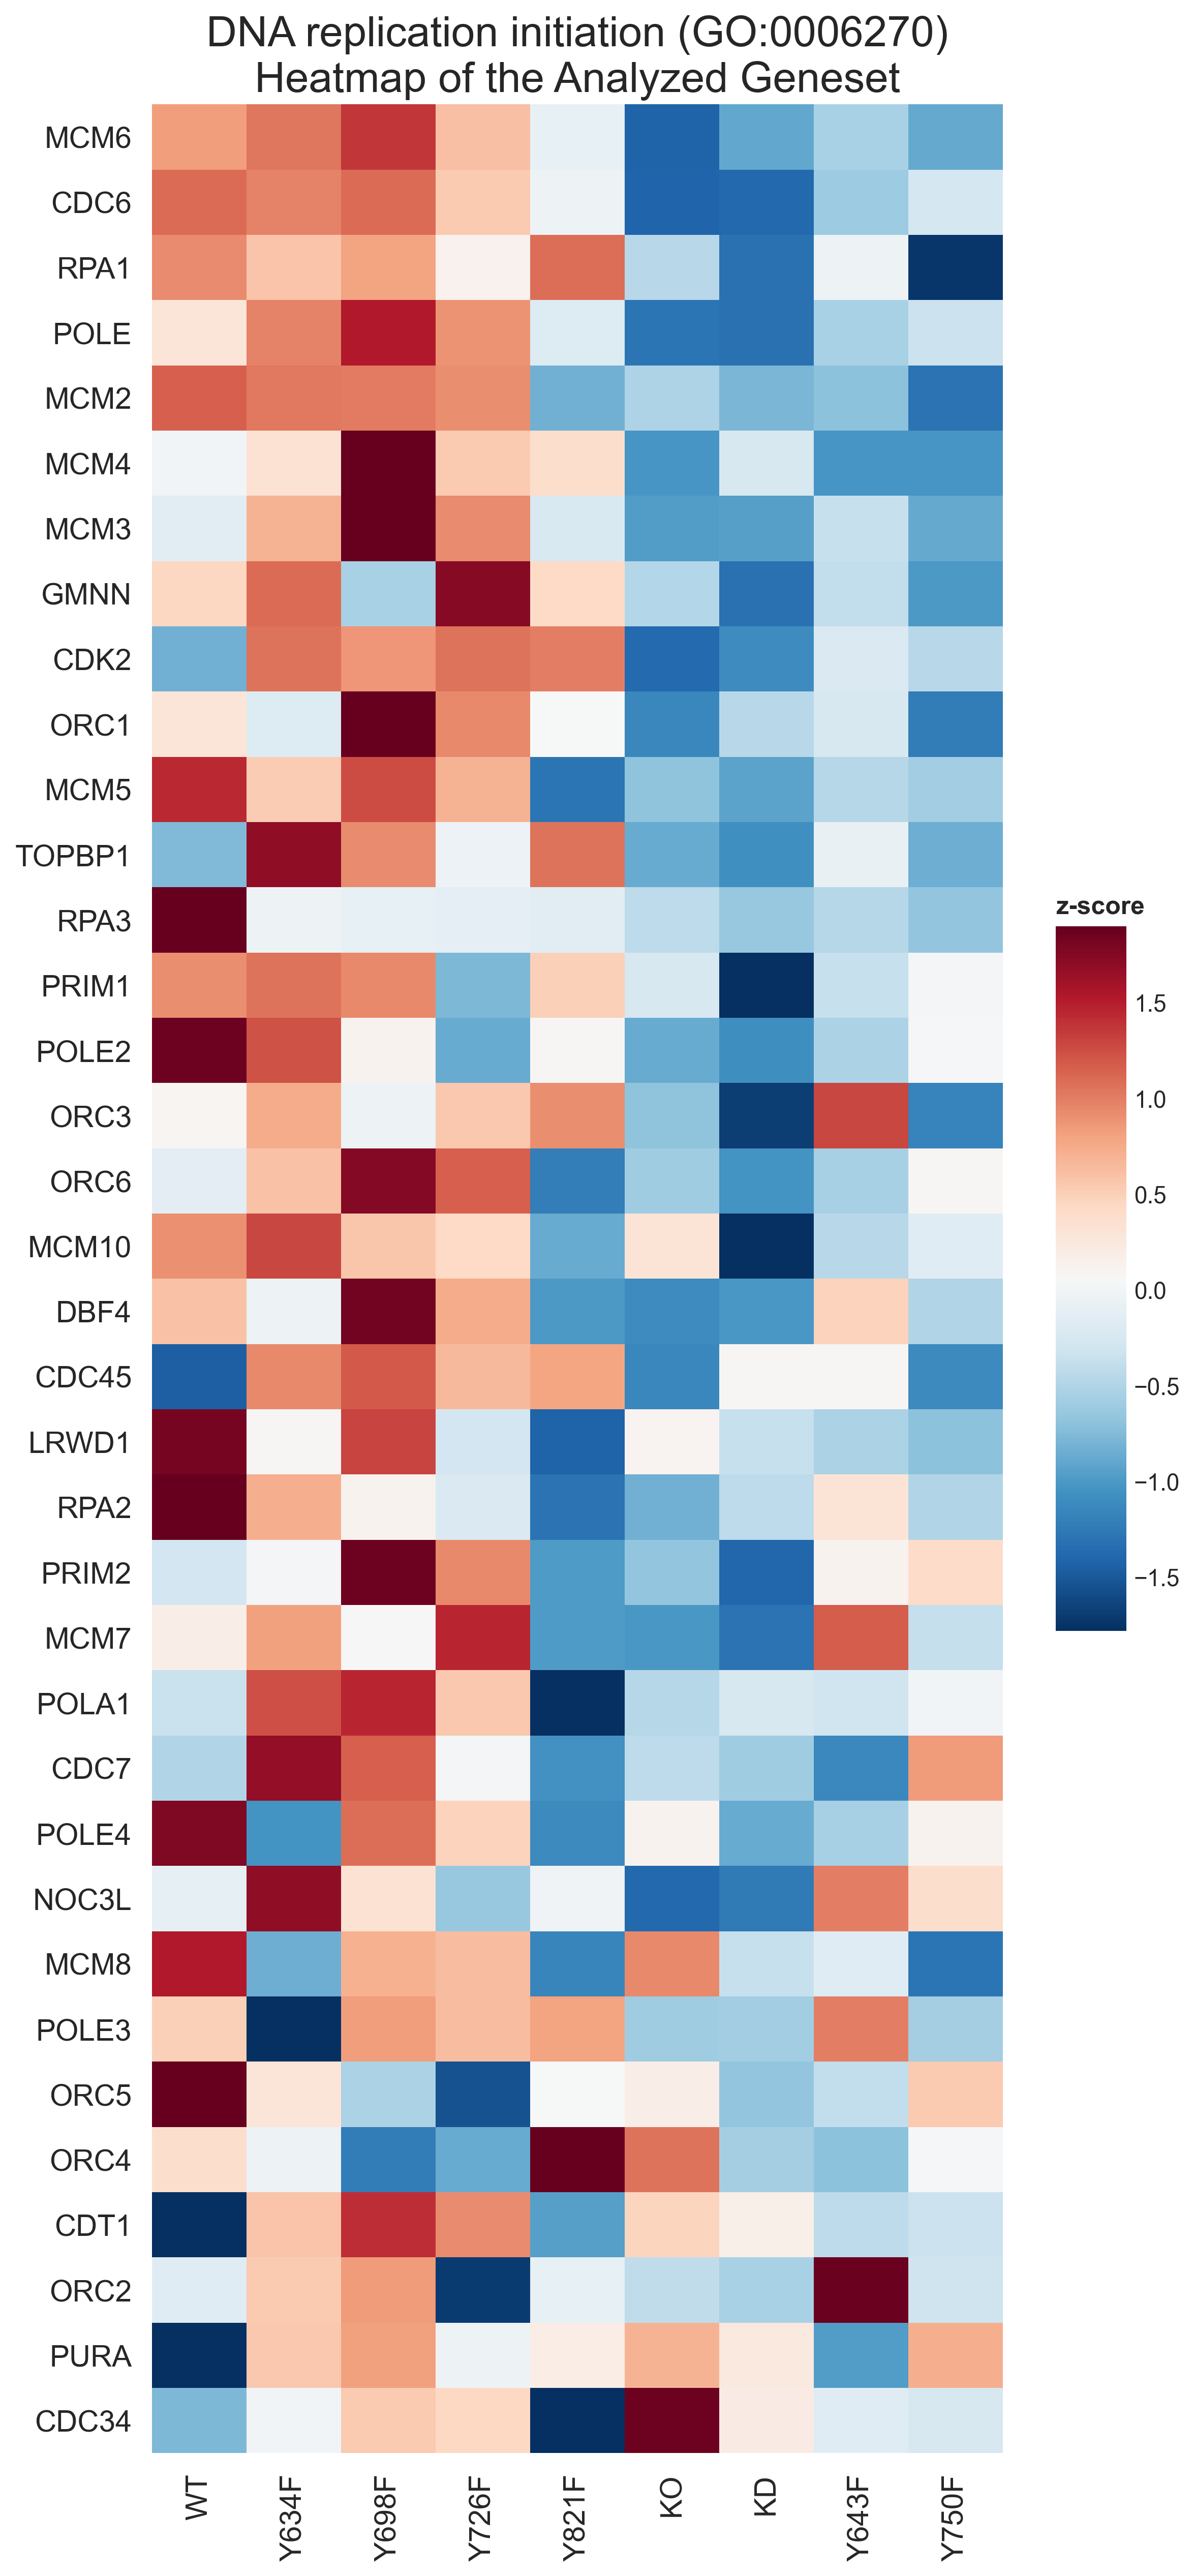 DNA replication initiation (GO:0006270)
Heatmap of the Analyzed Geneset
MCM6
CDC6
RPA1
POLE
MCM2
MCM4
MCM3
GMNN
CDK2
ORC1
MCM5
TOPBP1
RPA3
PRIM1
POLE2
ORC3
ORC6
MCM10
DBF4
CDC45
LRWD1
RPA2
PRIM2
MCM7
POLA1
CDC7
POLE4
NOC3L
MCM8
POLE3
ORC5
ORC4
CDT1
ORC2
PURA
CDC34
WT
Y634F
Y698F
Y726F
Y821F
KO
KD
Y643F
Y750F
z-score
1.5
1.0
0.5
0.0
−0.5
−1.0
−1.5